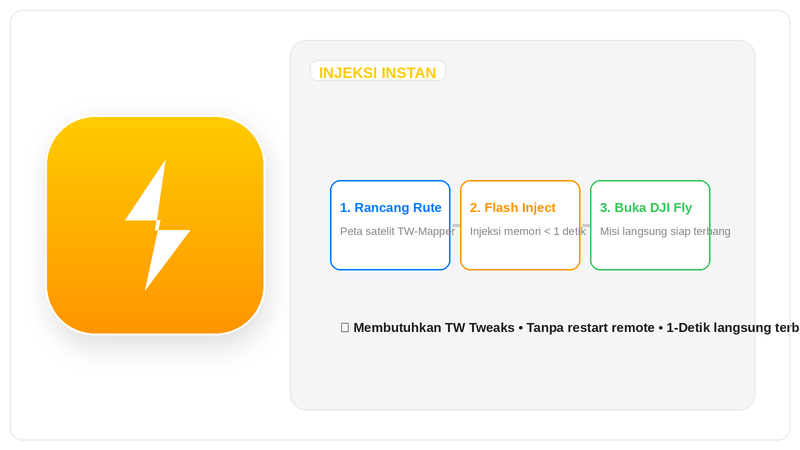 INJEKSI INSTAN
1. Rancang Rute
Peta satelit TW-Mapper
2. Flash Inject
Injeksi memori < 1 detik
3. Buka DJI Fly
Misi langsung siap terbang
Membutuhkan TW Tweaks • Tanpa restart remote • 1-Detik langsung terb